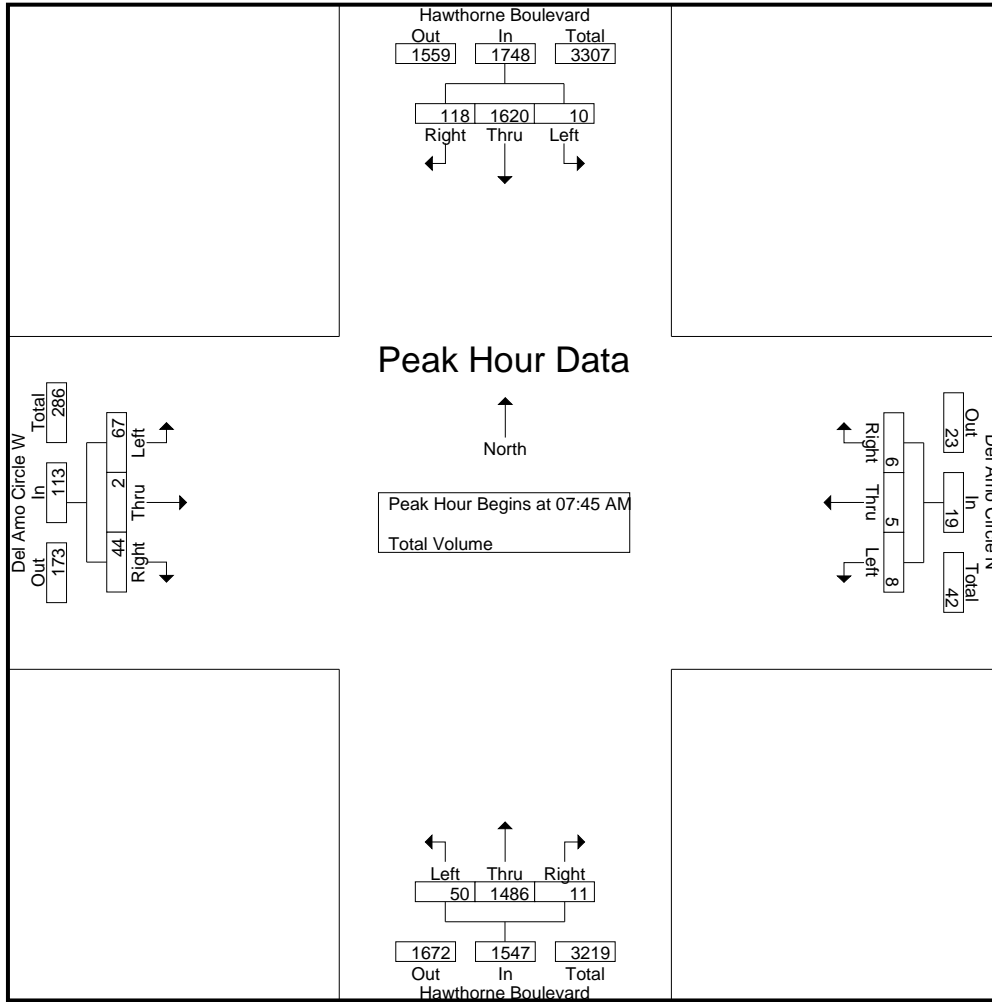 Hawthorne Boulevard
Out In Total
1559 1748 3307
118 1620 10
Right Thru Left
Peak Hour Data
North
Peak Hour Begins at 07:45 AM
Total Volume
Del Amo Circle W
Out In Total
173 113 286
44 2 67
Right Thru Left
Del Amo Circle N
Out In Total
23 19 42
6 5 8
Right Thru Left
Left Thru Right
50 1486 11
1672 1547 3219
Out In Total
Hawthorne Boulevard